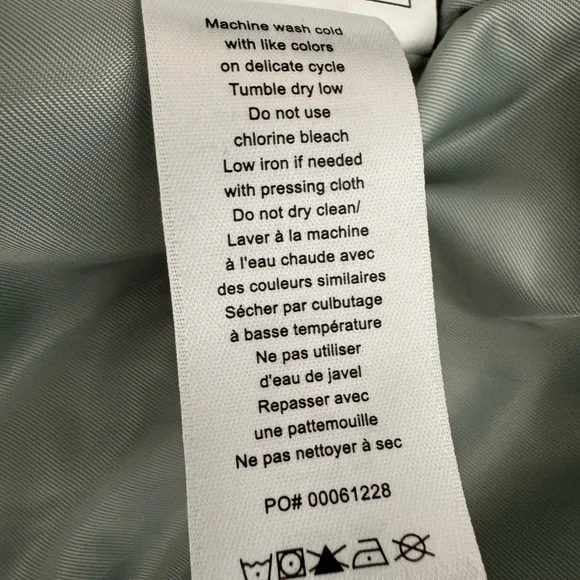 Machine wash cold
with like colors
on delicate cycle
Tumble dry low
Do not use
chlorine bleach
Low iron if needed
with pressing cloth
Do not dry clean/
Laver à la machine
à l'eau chaude avec
des couleurs similaires
Sécher par culbutage
à basse température
Ne pas utiliser
d'eau de javel
Repasser avec
une pattemouille
Ne pas nettoyer à sec
PO# 00061228